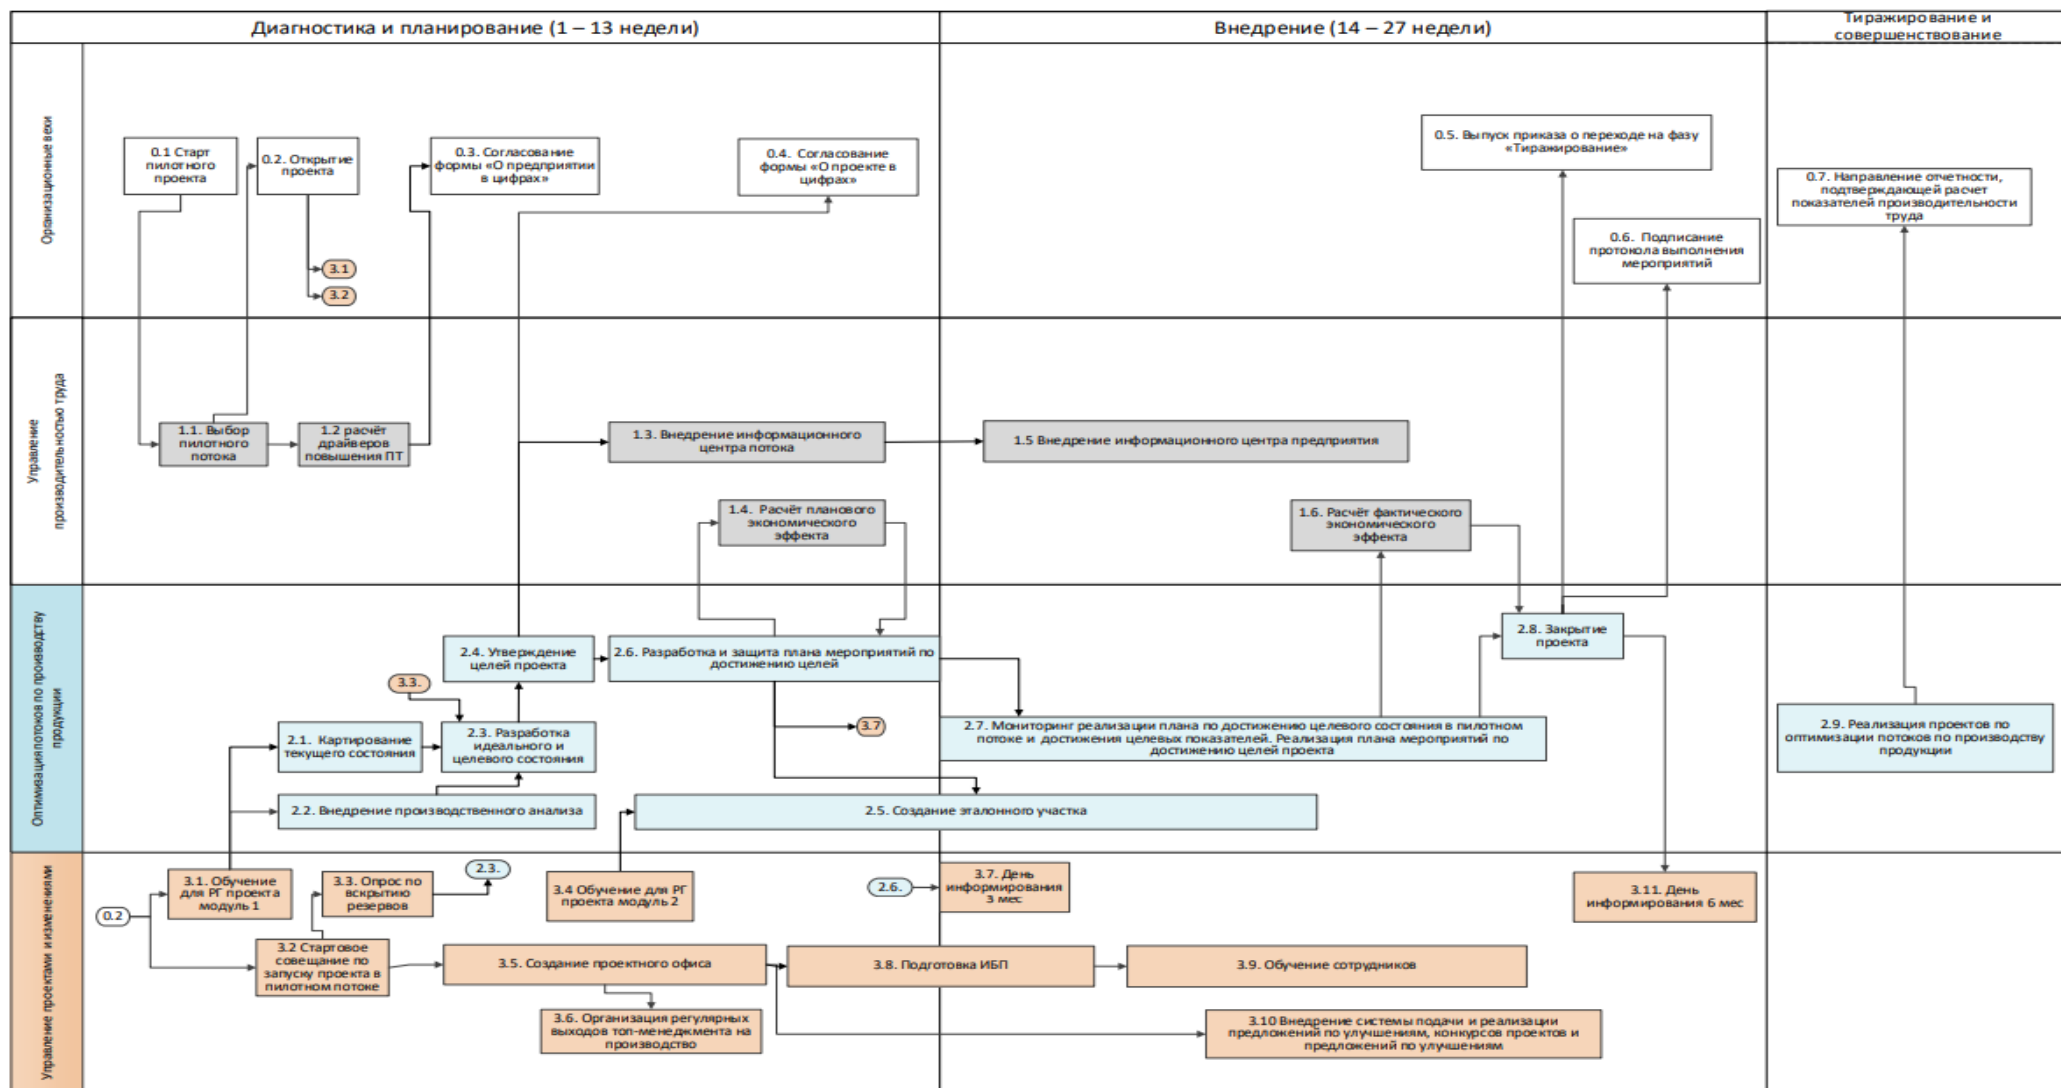 Диагностика и планирование (1 – 13 недели)
Внедрение (14 – 27 недели)
Тиражирование и
совершенствование
Организационные вехи
0.1 Старт
пилотного
проекта
0.2. Открытие
проекта
0.3. Согласование
формы «О предприятии
в цифрах»
0.4. Согласование
формы «О проекте в
цифрах»
0.5. Выпуск приказа о переходе на фазу
«Тиражирование»
0.6. Подписание
протокола выполнения
мероприятий
0.7. Направление отчетности,
подтверждающей расчет
показателей производительности
труда
3.1
3.2
Управление
производительностью труда
1.1. Выбор
пилотного
потока
1.2 расчёт
драйверов
повышения ПТ
1.3. Внедрение информационного
центра потока
1.5 Внедрение информационного центра предприятия
1.4. Расчёт планового
экономического
эффекта
1.6. Расчёт фактического
экономического
эффекта
Оптимизация потоков по производству
продукции
2.4. Утверждение
целей проекта
2.6. Разработка и защита плана мероприятий по
достижению целей
2.8. Закрытие
проекта
3.3.
2.1. Картирование
текущего состояния
2.3. Разработка
идеального и
целевого состояния
3.7
2.7. Мониторинг реализации плана по достижению целевого состояния в пилотном
потоке и достижения целевых показателей. Реализация плана мероприятий по
достижению целей проекта
2.9. Реализация проектов по
оптимизации потоков по производству
продукции
2.2. Внедрение производственного анализа
2.5. Создание эталонного участка
Управление проектами и изменениями
0.2
3.1. Обучение
для РГ проекта
модуль 1
3.3. Опрос по
вскрытию
резервов
2.3.
3.4 Обучение для РГ
проекта модуль 2
2.6.
3.7. День
информирования
3 мес
3.11. День
информирования 6 мес
3.2 Стартовое
совещание по
запуску проекта в
пилотном потоке
3.5. Создание проектного офиса
3.8. Подготовка ИБП
3.9. Обучение сотрудников
3.6. Организация регулярных
выходов топ-менеджмента на
производство
3.10 Внедрение системы подачи и реализации
предложений по улучшениям, конкурсов проектов и
предложений по улучшениям